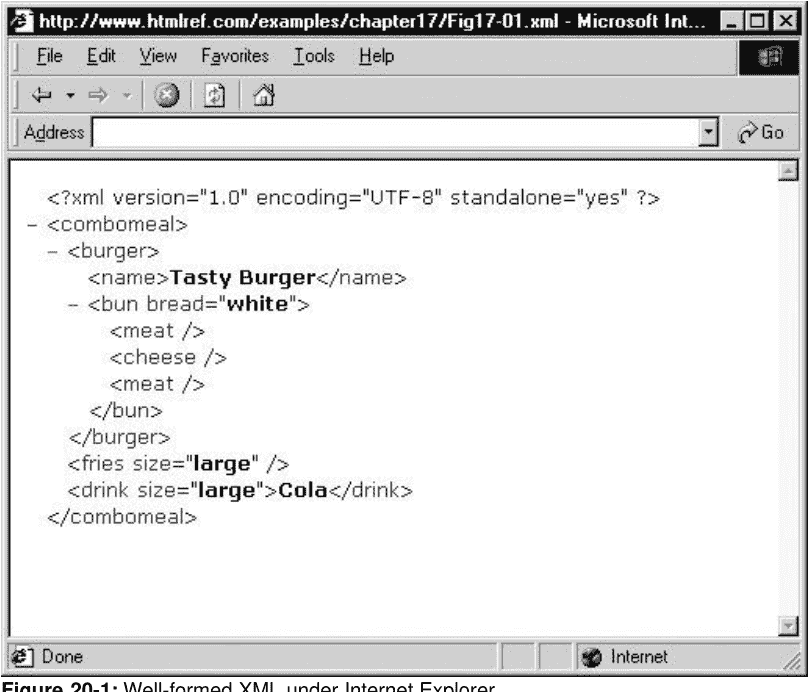 http://www.htmlref.com/examples/chapter17/Fig17-01.xml - Microsoft Int...
File Edit View Favorites Tools Help
Address Go
<?xml version="1.0" encoding="UTF-8" standalone="yes" ?>
– <combomeal>
– <burger>
<name>Tasty Burger</name>
– <bun bread="white">
<meat />
<cheese />
<meat />
</bun>
</burger>
<fries size="large" />
<drink size="large">Cola</drink>
</combomeal>
Done Internet
Figure 20-1: Well-formed XML under Internet Explorer